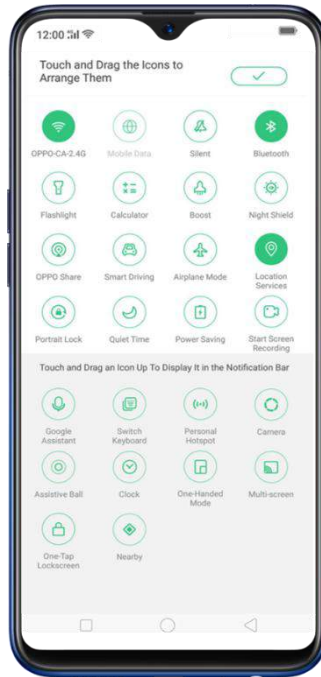 12:00
Touch and Drag the Icons to
Arrange Them
OPPO-CA-2.4G Mobile Data Silent Bluetooth
Flashlight Calculator Boost Night Shield
OPPO Share Smart Driving Airplane Mode Location
Services
Portrait Lock Quiet Time Power Saving Start Screen
Recording
Touch and Drag an Icon Up To Display It in the Notification Bar
Google Switch Personal Camera
Assistant Keyboard Hotspot
Assistive Ball Clock One-Handed Multi-screen
Mode
One-Tap Nearby
Lockscreen